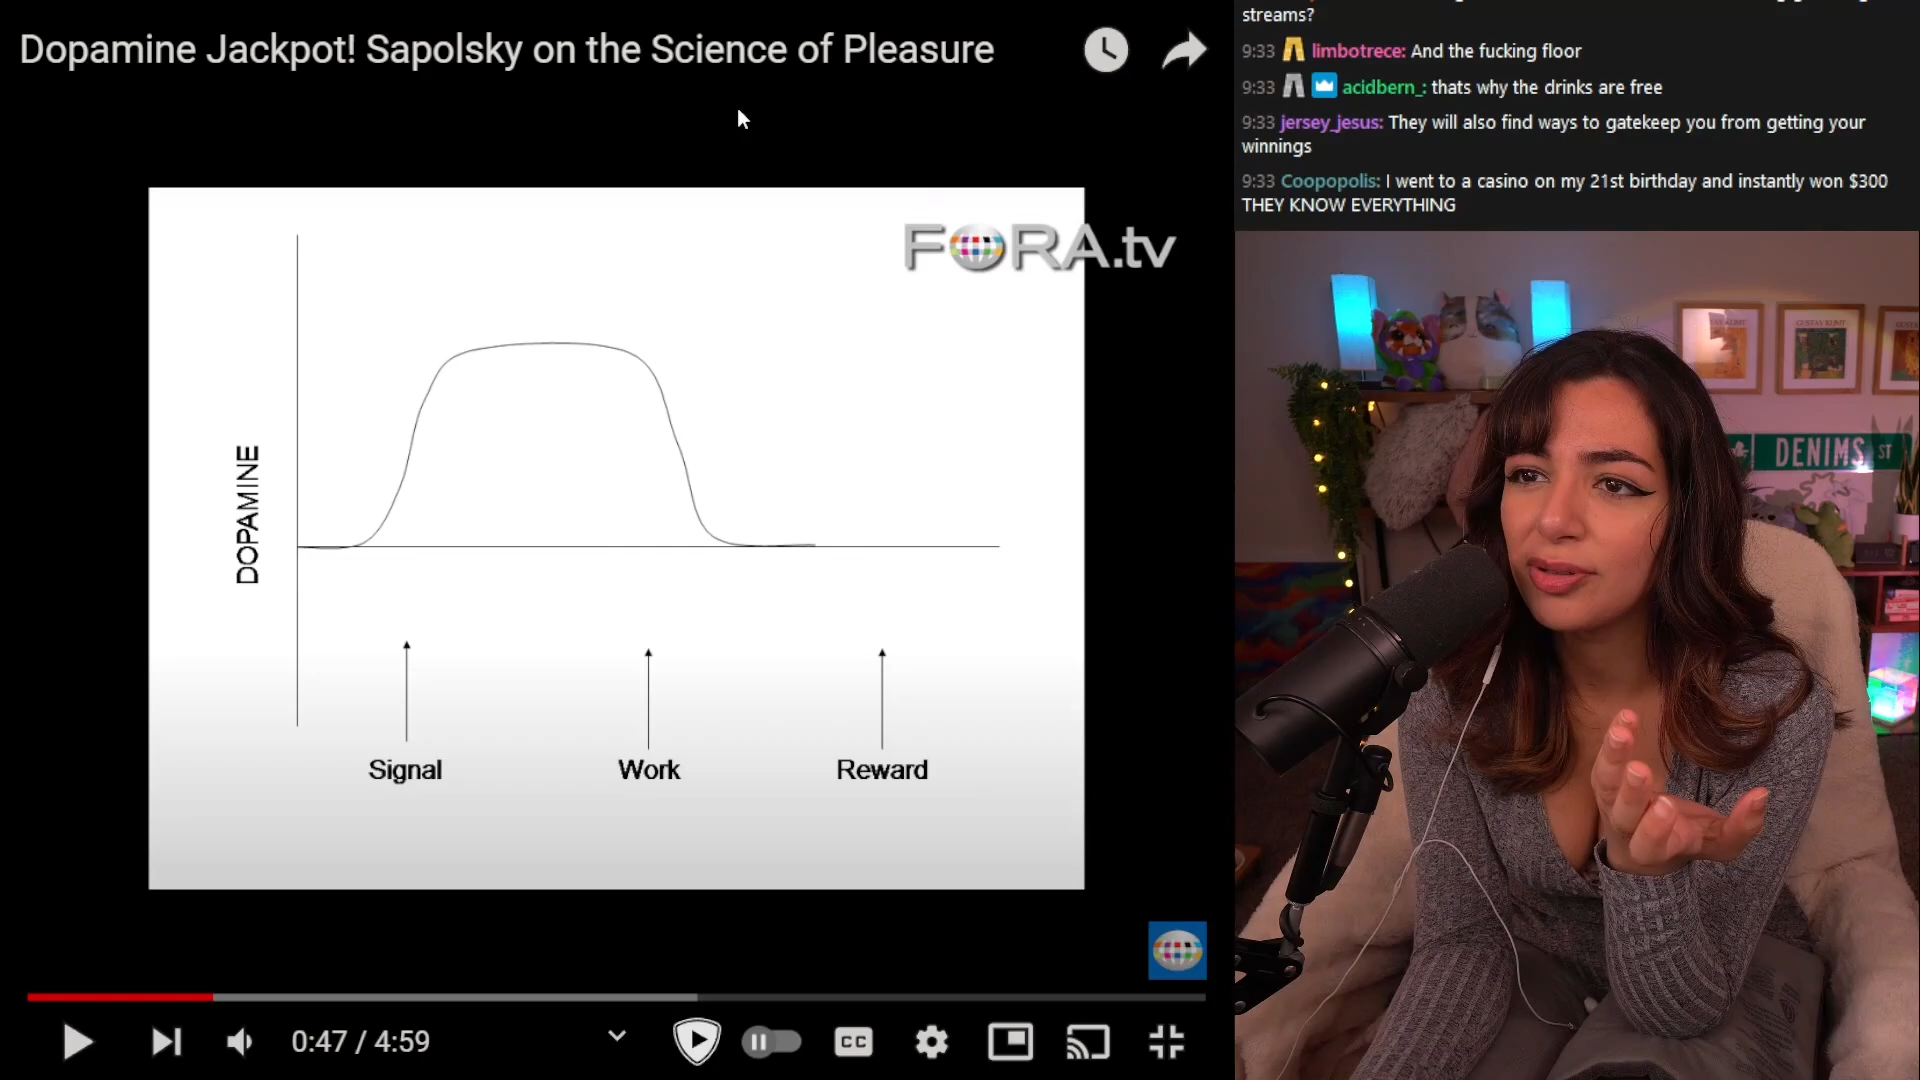 Dopamine Jackpot! Sapolsky on the Science of Pleasure
FORA.tv
DOPAMINE
Signal
Work
Reward
0:47 / 4:59
CC
streams?
9:33 limbotrece: And the fucking floor
9:33 acidbern_: thats why the drinks are free
9:33 jersey_jesus: They will also find ways to gatekeep you from getting your
winnings
9:33 Coopopolis: I went to a casino on my 21st birthday and instantly won $300
THEY KNOW EVERYTHING
GUSTAV KLIMT
DENIMS ST